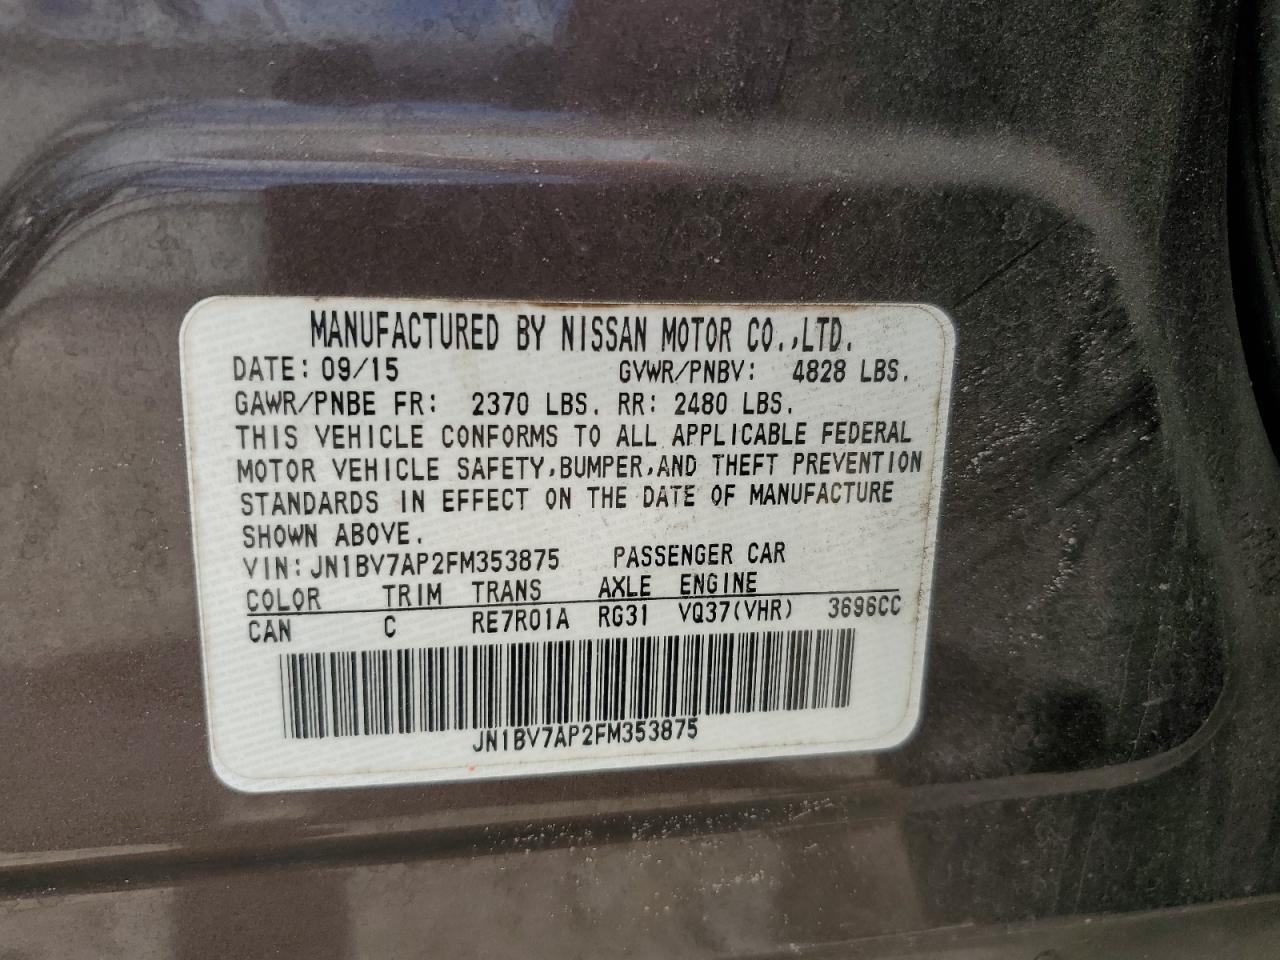 MANUFACTURED BY NISSAN MOTOR CO.,LTD.
DATE: 09/15 GVWR/PNBV: 4828 LBS.
GAWR/PNBE FR: 2370 LBS. RR: 2480 LBS.
THIS VEHICLE CONFORMS TO ALL APPLICABLE FEDERAL
MOTOR VEHICLE SAFETY,BUMPER,AND THEFT PREVENTION
STANDARDS IN EFFECT ON THE DATE OF MANUFACTURE
SHOWN ABOVE.
VIN: JN1BV7AP2FM353875 PASSENGER CAR
COLOR TRIM TRANS AXLE ENGINE
CAN C RE7R01A RG31 VQ37(VHR) 3696CC
JN1BV7AP2FM353875